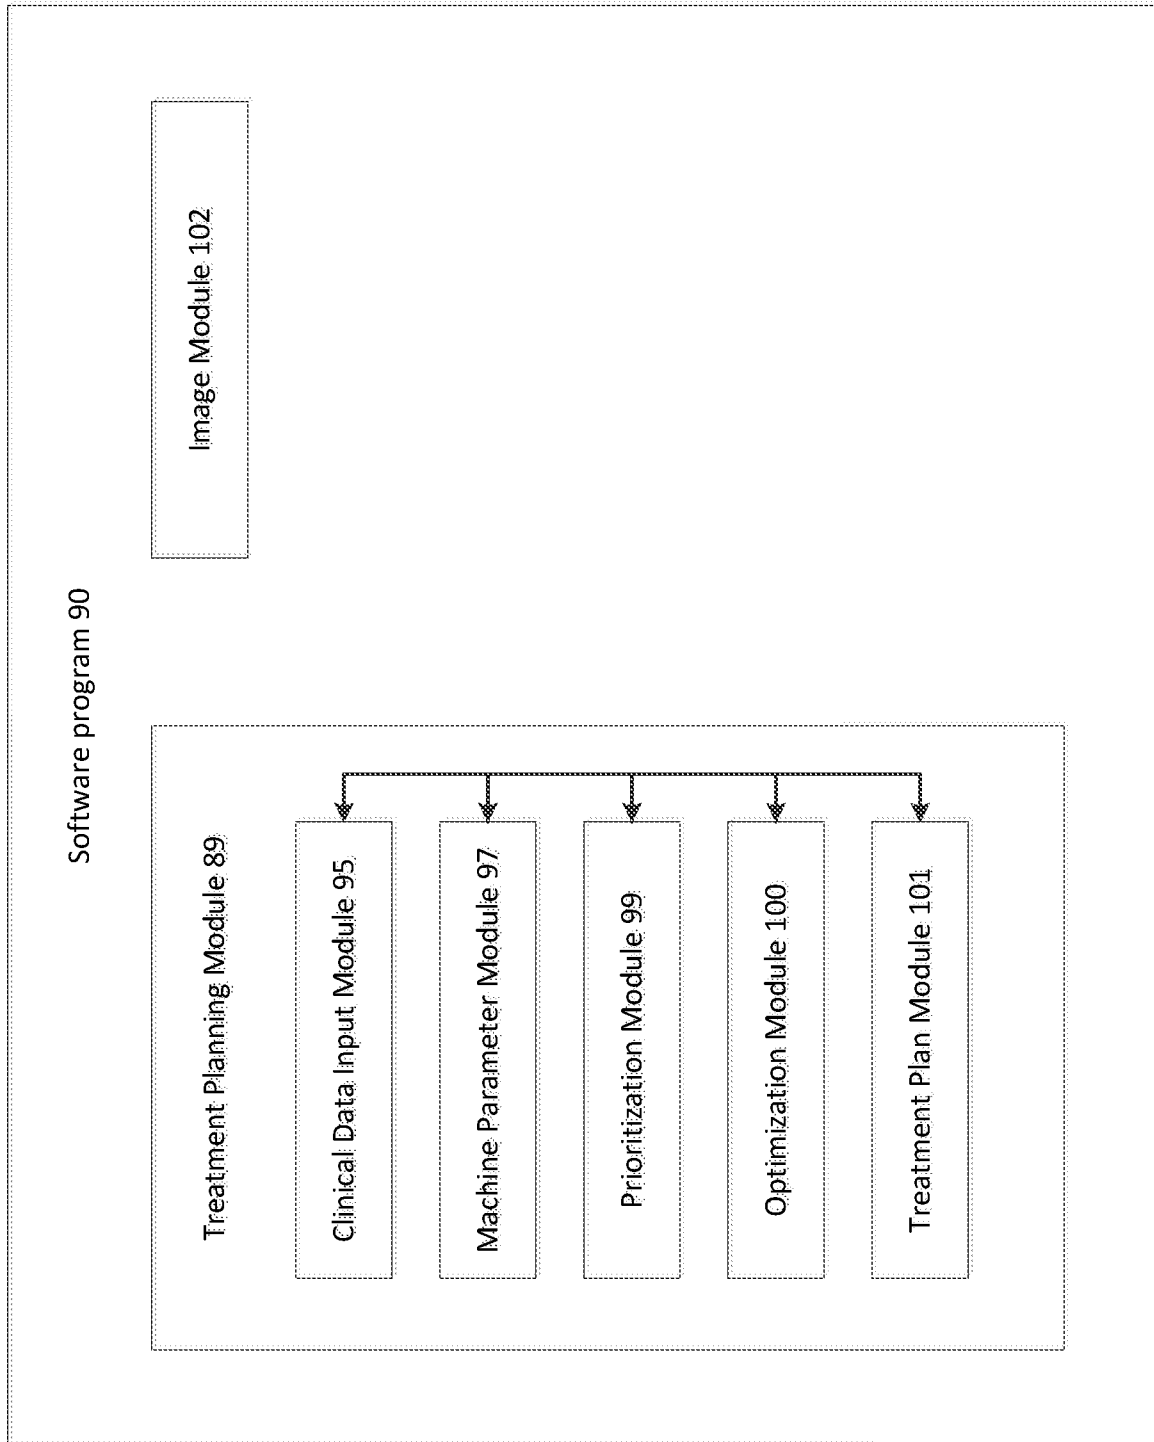 Software program 90
Treatment Planning Module 89
Clinical Data Input Module 95
Machine Parameter Module 97
Prioritization Module 99
Optimization Module 100
Treatment Plan Module 101
Image Module 102